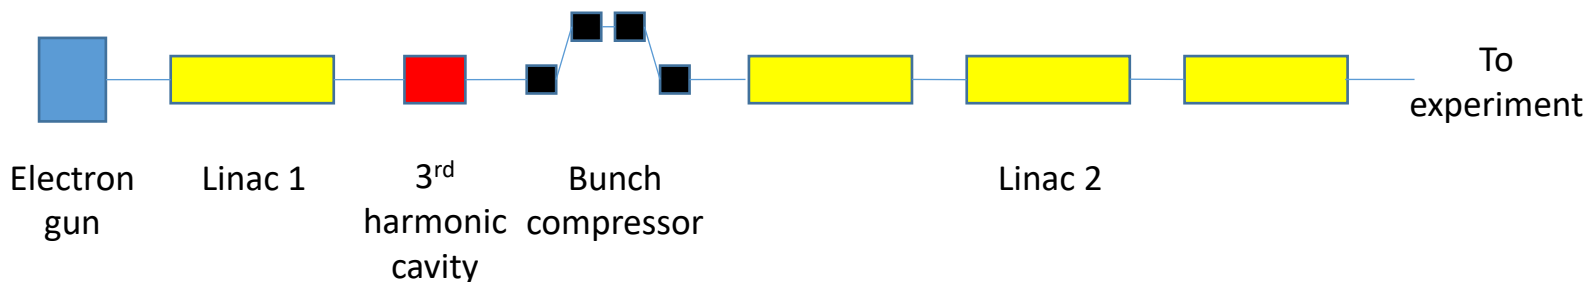 Electron
gun
Linac 1
3rd
harmonic
cavity
Bunch
compressor
Linac 2
To
experiment